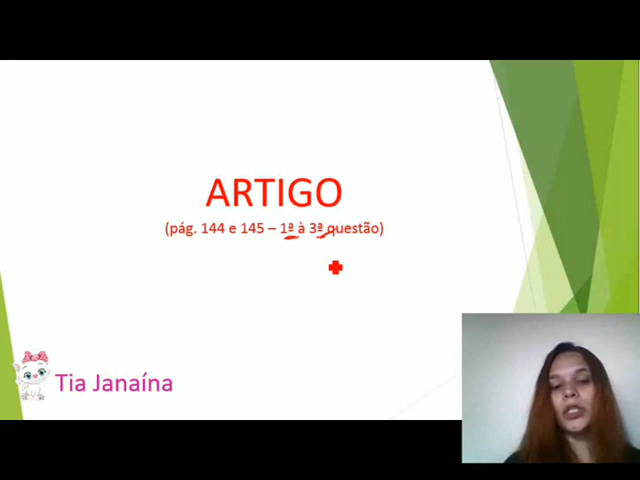 ARTIGO
(pág. 144 e 145 – 1ª à 3ª questão)
Tia Janaína